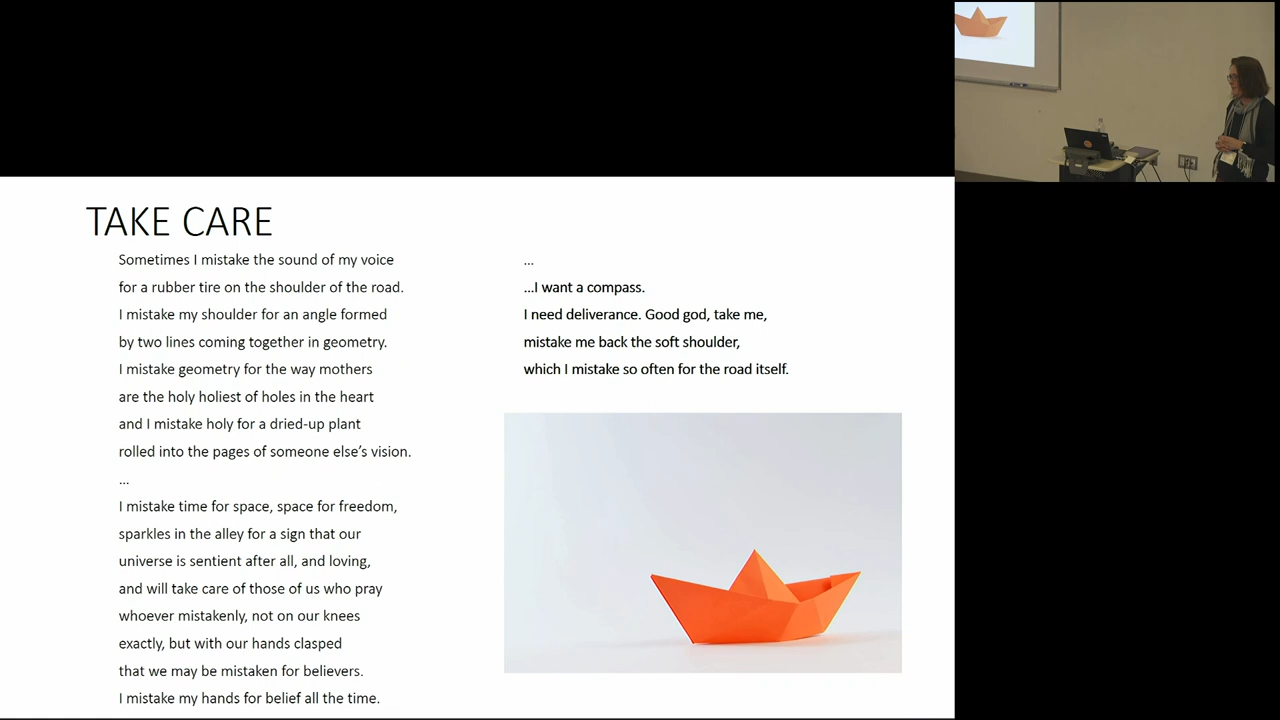 TAKE CARE
Sometimes I mistake the sound of my voice
for a rubber tire on the shoulder of the road.
I mistake my shoulder for an angle formed
by two lines coming together in geometry.
I mistake geometry for the way mothers
are the holy holiest of holes in the heart
and I mistake holy for a dried-up plant
rolled into the pages of someone else’s vision.
...
I mistake time for space, space for freedom,
sparkles in the alley for a sign that our
universe is sentient after all, and loving,
and will take care of those of us who pray
whoever mistakenly, not on our knees
exactly, but with our hands clasped
that we may be mistaken for believers.
I mistake my hands for belief all the time.
...
...I want a compass.
I need deliverance. Good god, take me,
mistake me back the soft shoulder,
which I mistake so often for the road itself.